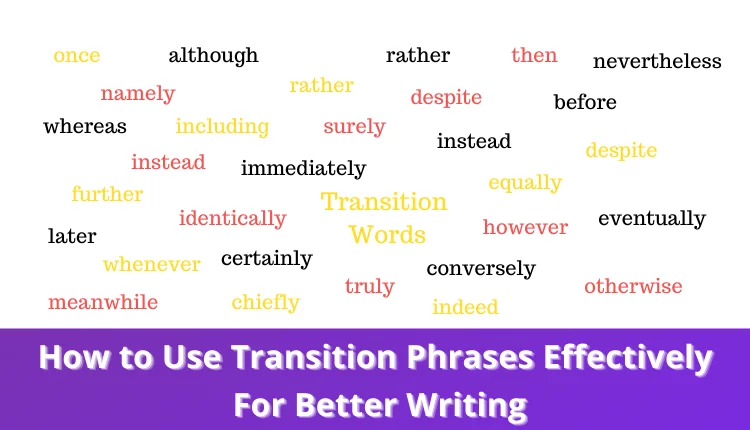 once although rather then nevertheless
namely rather despite before
whereas including surely instead despite
instead immediately equally
further Transition
identically Words however eventually
later whenever certainly conversely
meanwhile chiefly truly indeed otherwise
How to Use Transition Phrases Effectively
For Better Writing